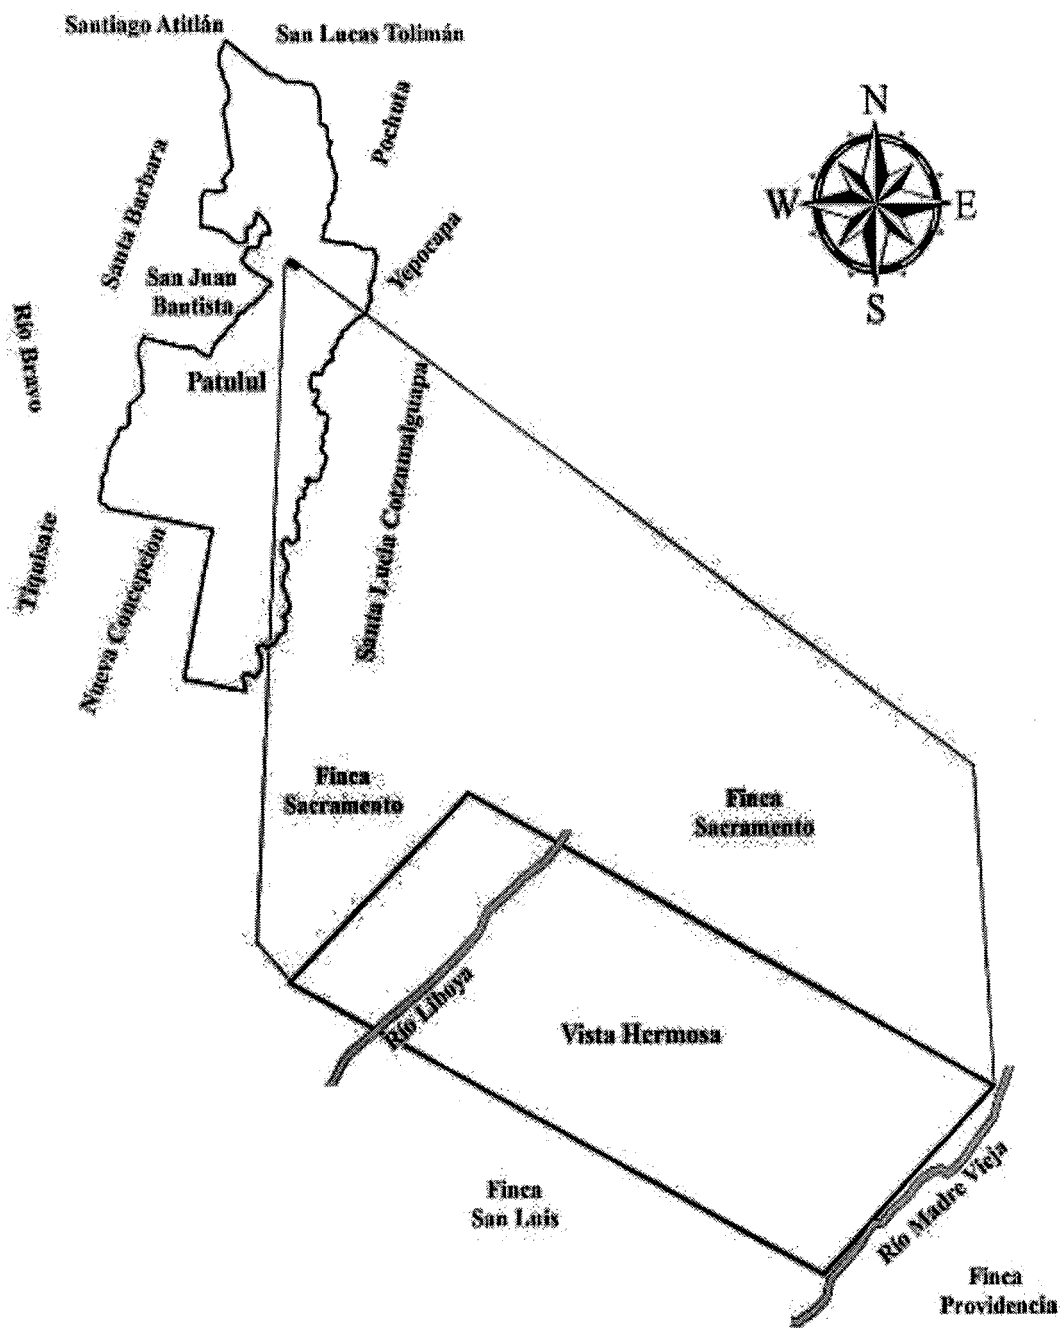 Santiago Atitlán
San Lucas Tolimán
Pochuta
N
W
E
S
Santa Barbara
Yepocapa
San Juan
Bautista
Río Bravo
Patulul
Santa Lucia Cotzumalguapa
Tiquisate
Nueva Concepcion
Finca
Sacramento
Finca
Sacramento
Río Liboya
Vista Hermosa
Río Madre Vieja
Finca
San Luis
Finca
Providencia